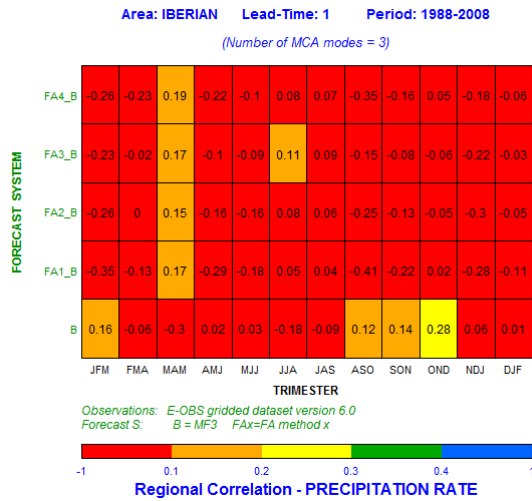 Area: IBERIAN Lead-Time: 1 Period: 1988-2008
(Number of MCA modes = 3)
FORECAST SYSTEM
FA4_B -0.26 -0.23 0.19 -0.22 -0.1 0.08 0.07 -0.35 -0.16 0.05 -0.18 -0.06
FA3_B -0.23 -0.02 0.17 -0.1 -0.09 0.11 0.09 -0.15 -0.08 -0.06 -0.22 -0.03
FA2_B -0.26 0 0.15 -0.16 -0.16 0.08 0.06 -0.25 -0.13 -0.05 -0.3 -0.05
FA1_B -0.35 -0.13 0.17 -0.29 -0.18 0.05 0.04 -0.41 -0.22 0.02 -0.28 -0.11
B 0.16 -0.06 -0.3 0.02 0.03 -0.18 -0.09 0.12 0.14 0.28 0.06 0.01
JFM FMA MAM AMJ MJJ JJA JAS ASO SON OND NDJ DJF
TRIMESTER
Observations: E-OBS gridded dataset version 6.0
Forecast S: B = MF3 FAx=FA method x
-1 0.1 0.2 0.3 0.4 1
Regional Correlation - PRECIPITATION RATE